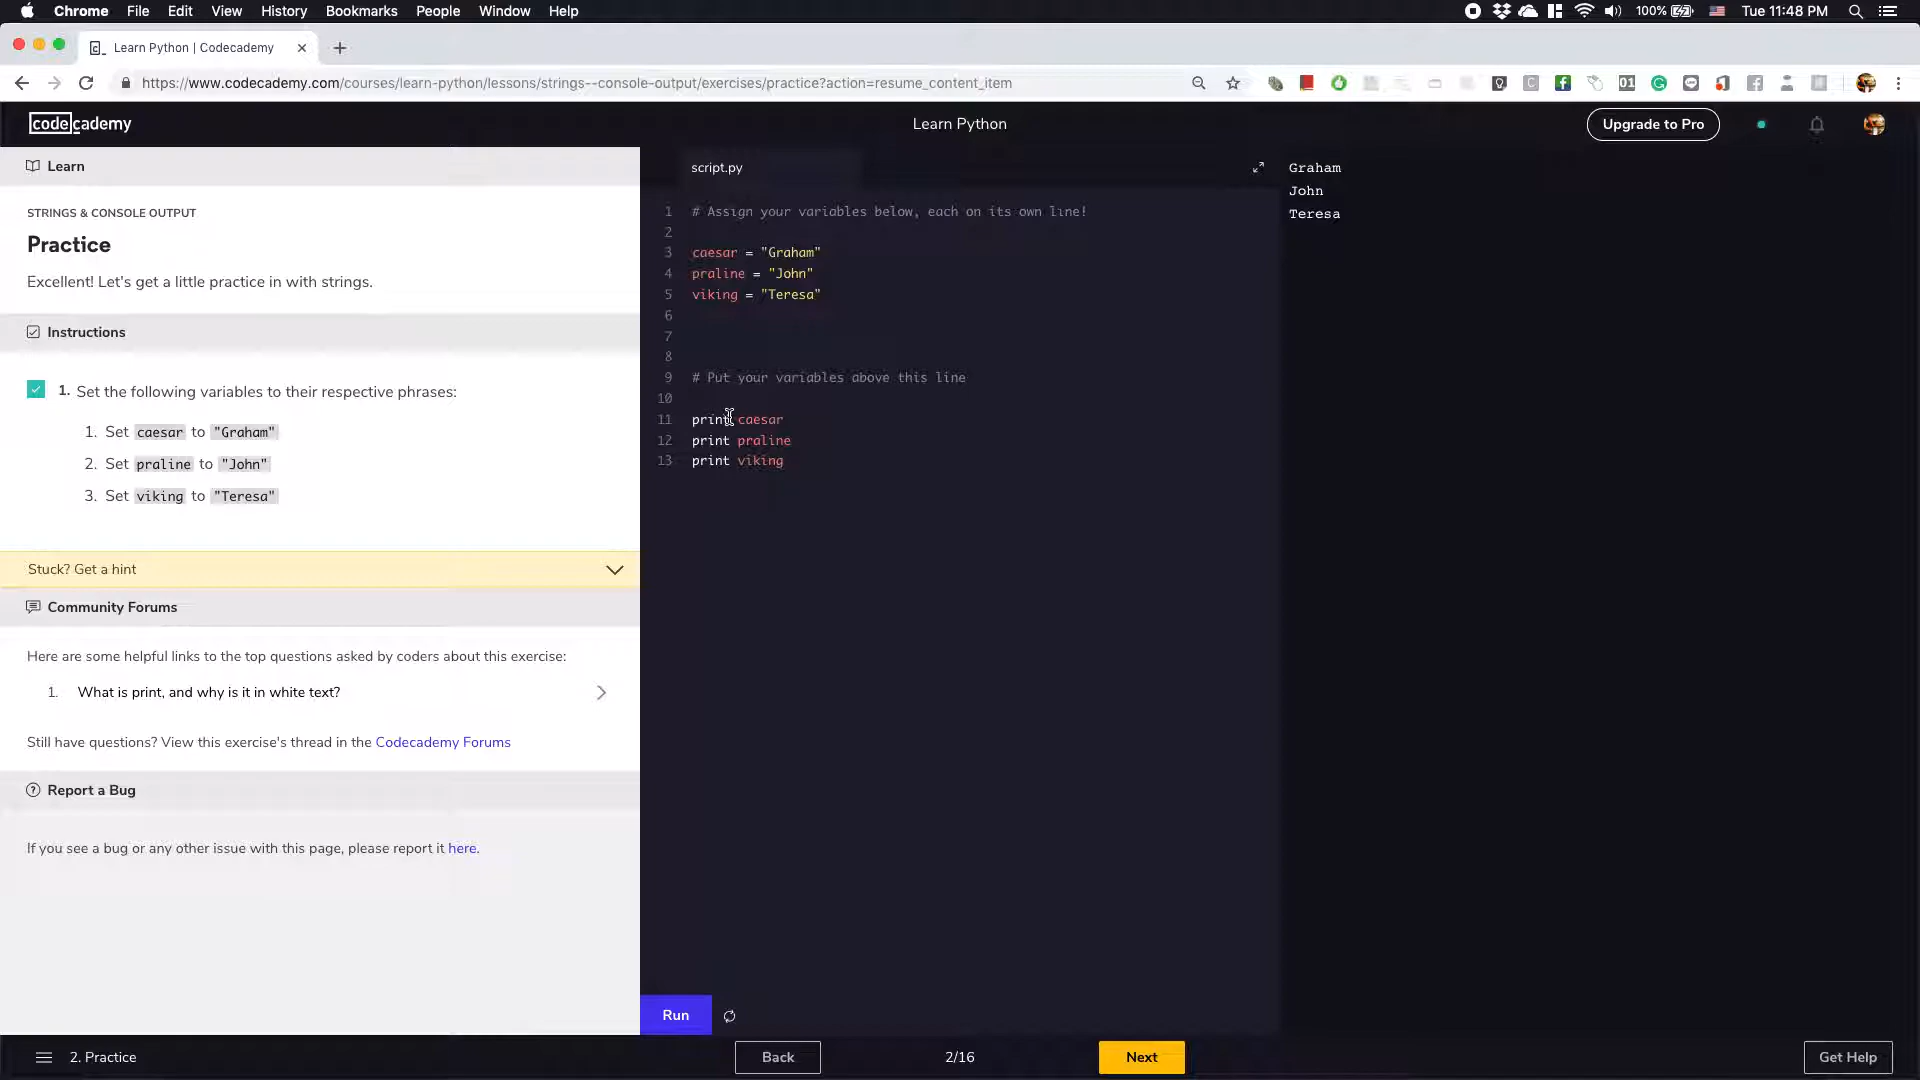 Chrome File Edit View History Bookmarks People Window Help 100% Tue 11:48 PM
Learn Python | Codecademy
https://www.codecademy.com/courses/learn-python/lessons/strings--console-output/exercises/practice?action=resume_content_item
codecademy Learn Python Upgrade to Pro
Learn
STRINGS & CONSOLE OUTPUT
Practice
Excellent! Let's get a little practice in with strings.
Instructions
1. Set the following variables to their respective phrases:
1. Set caesar to "Graham"
2. Set praline to "John"
3. Set viking to "Teresa"
Stuck? Get a hint
Community Forums
Here are some helpful links to the top questions asked by coders about this exercise:
1. What is print, and why is it in white text?
Still have questions? View this exercise's thread in the Codecademy Forums
Report a Bug
If you see a bug or any other issue with this page, please report it here.
script.py
1 # Assign your variables below, each on its own line!
2
3 caesar = "Graham"
4 praline = "John"
5 viking = "Teresa"
6
7
8
9 # Put your variables above this line
10
11 print caesar
12 print praline
13 print viking
Run
Graham
John
Teresa
2. Practice Back 2/16 Next Get Help